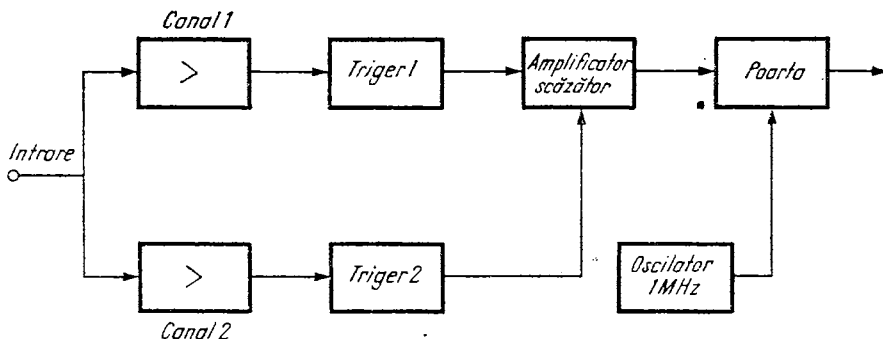 Canal 1
>
Triger 1
Amplificator
scăzător
Poarta
Intrare
>
Triger 2
Oscilator
1MHz
Canal 2